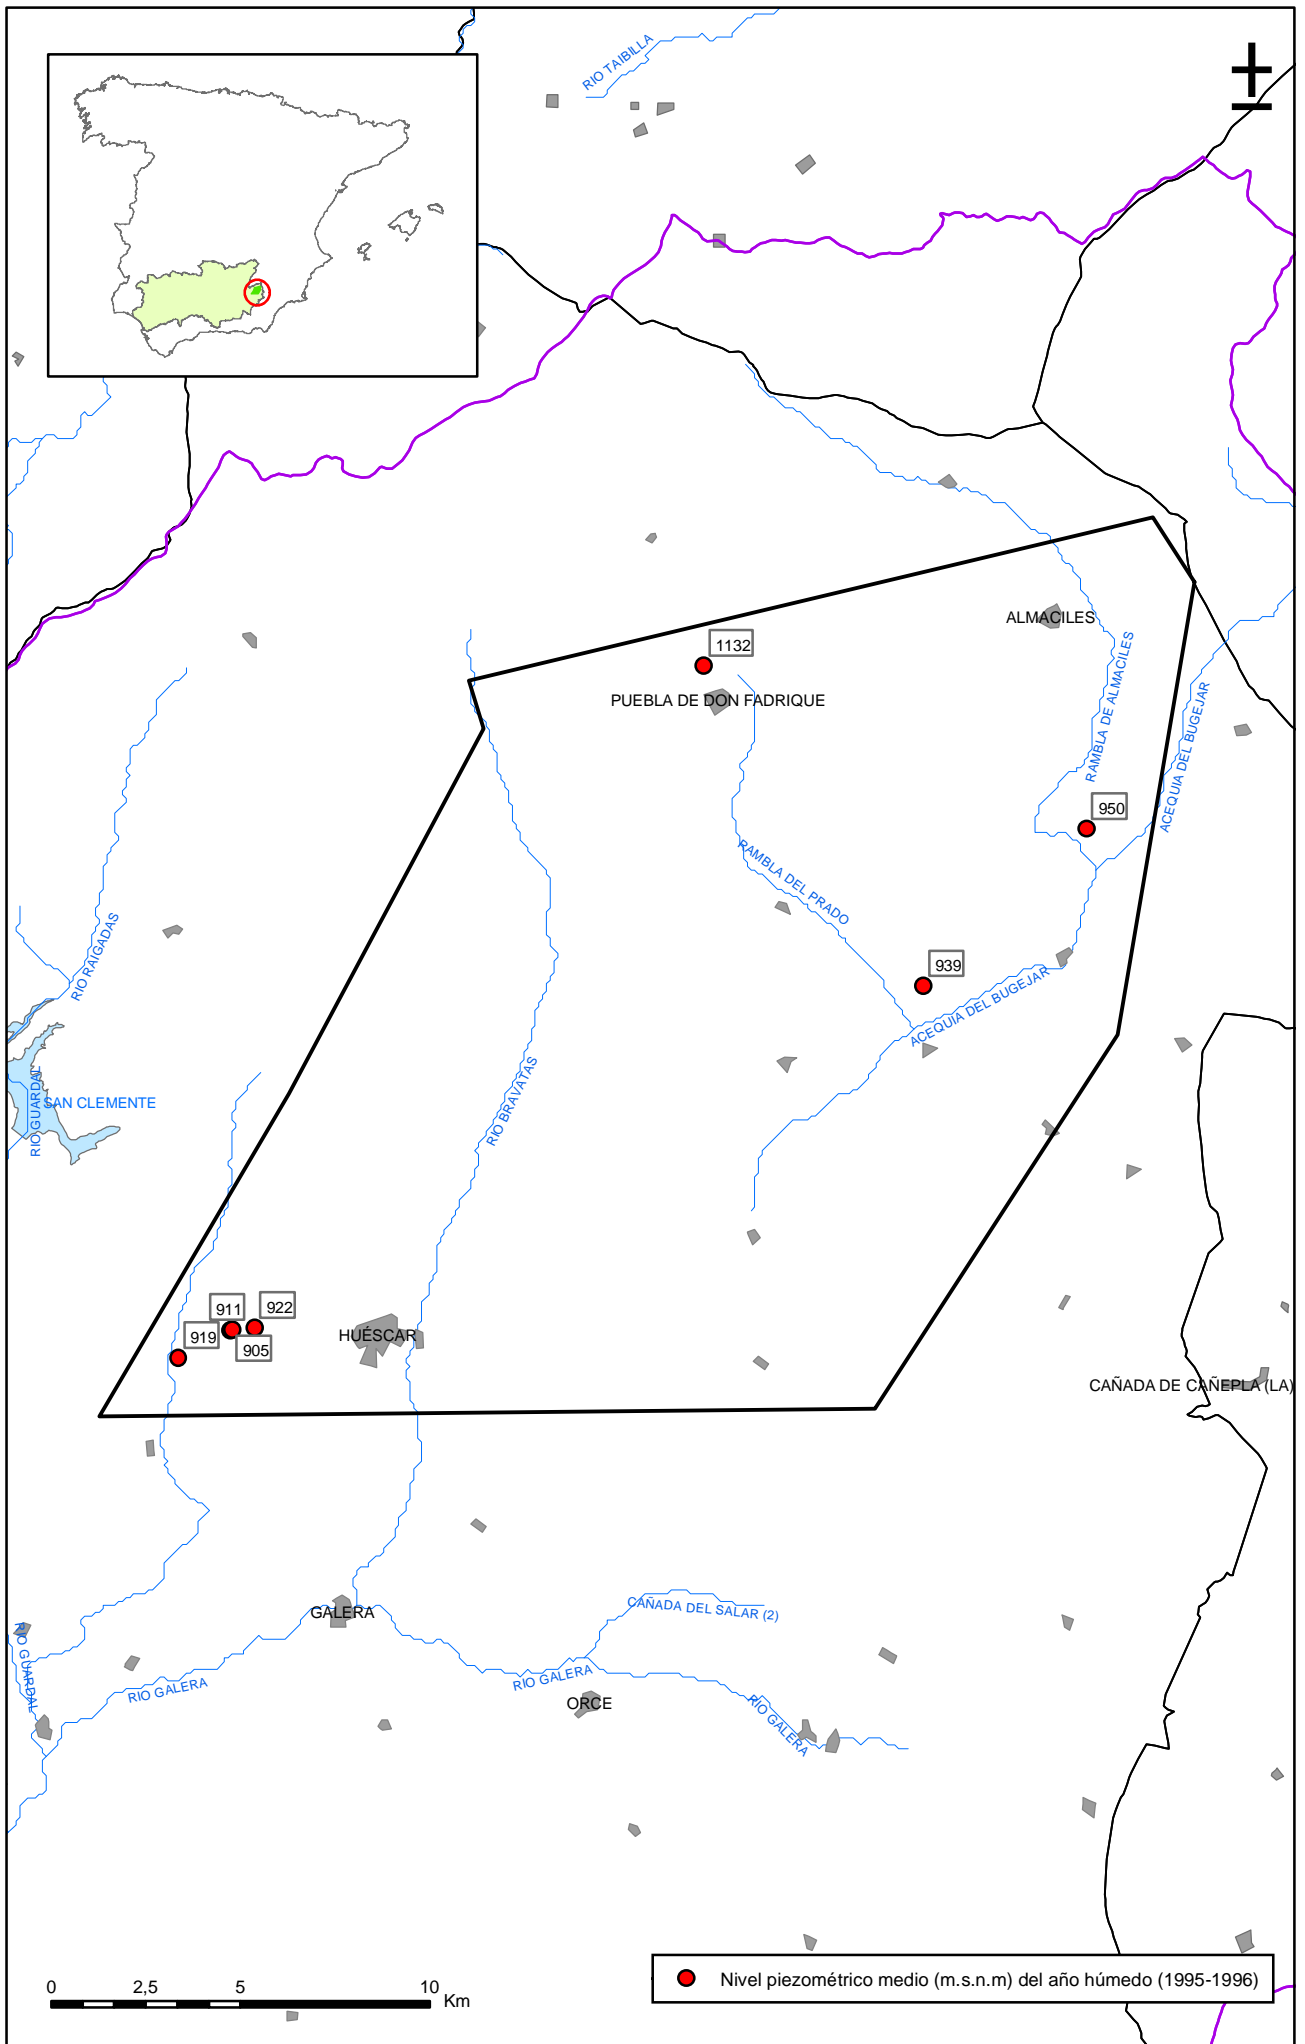 RIO TAIBILLA
ALMACILES
1132
PUEBLA DE DON FADRIQUE
RAMBLA DE ALMACILES
ACEQUIA DEL BUGEJAR
950
RAMBLA DEL PRADO
RIO RAIGADAS
939
ACEQUIA DEL BUGEJAR
RIO BRAVATAS
RIO GUARDAL
SAN CLEMENTE
911
922
919
905
HUÉSCAR
CAÑADA DE CAÑEPLA (LA)
GALERA
CAÑADA DEL SALAR (2)
RIO GUARDAL
RIO GALERA
RIO GALERA
ORCE
RIO GALERA
0 2,5 5 10
Km
Nivel piezométrico medio (m.s.n.m) del año húmedo (1995-1996)